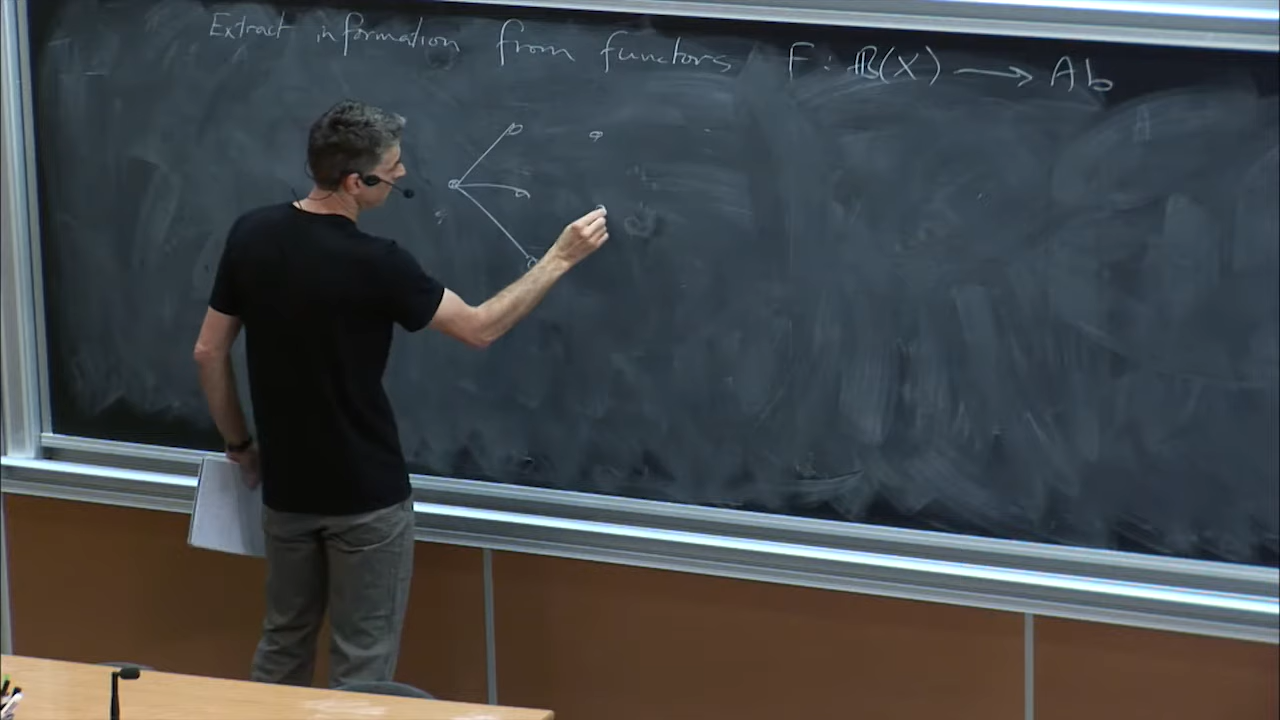 Extract information from functors F : 𝔹(X) ⟶ Ab